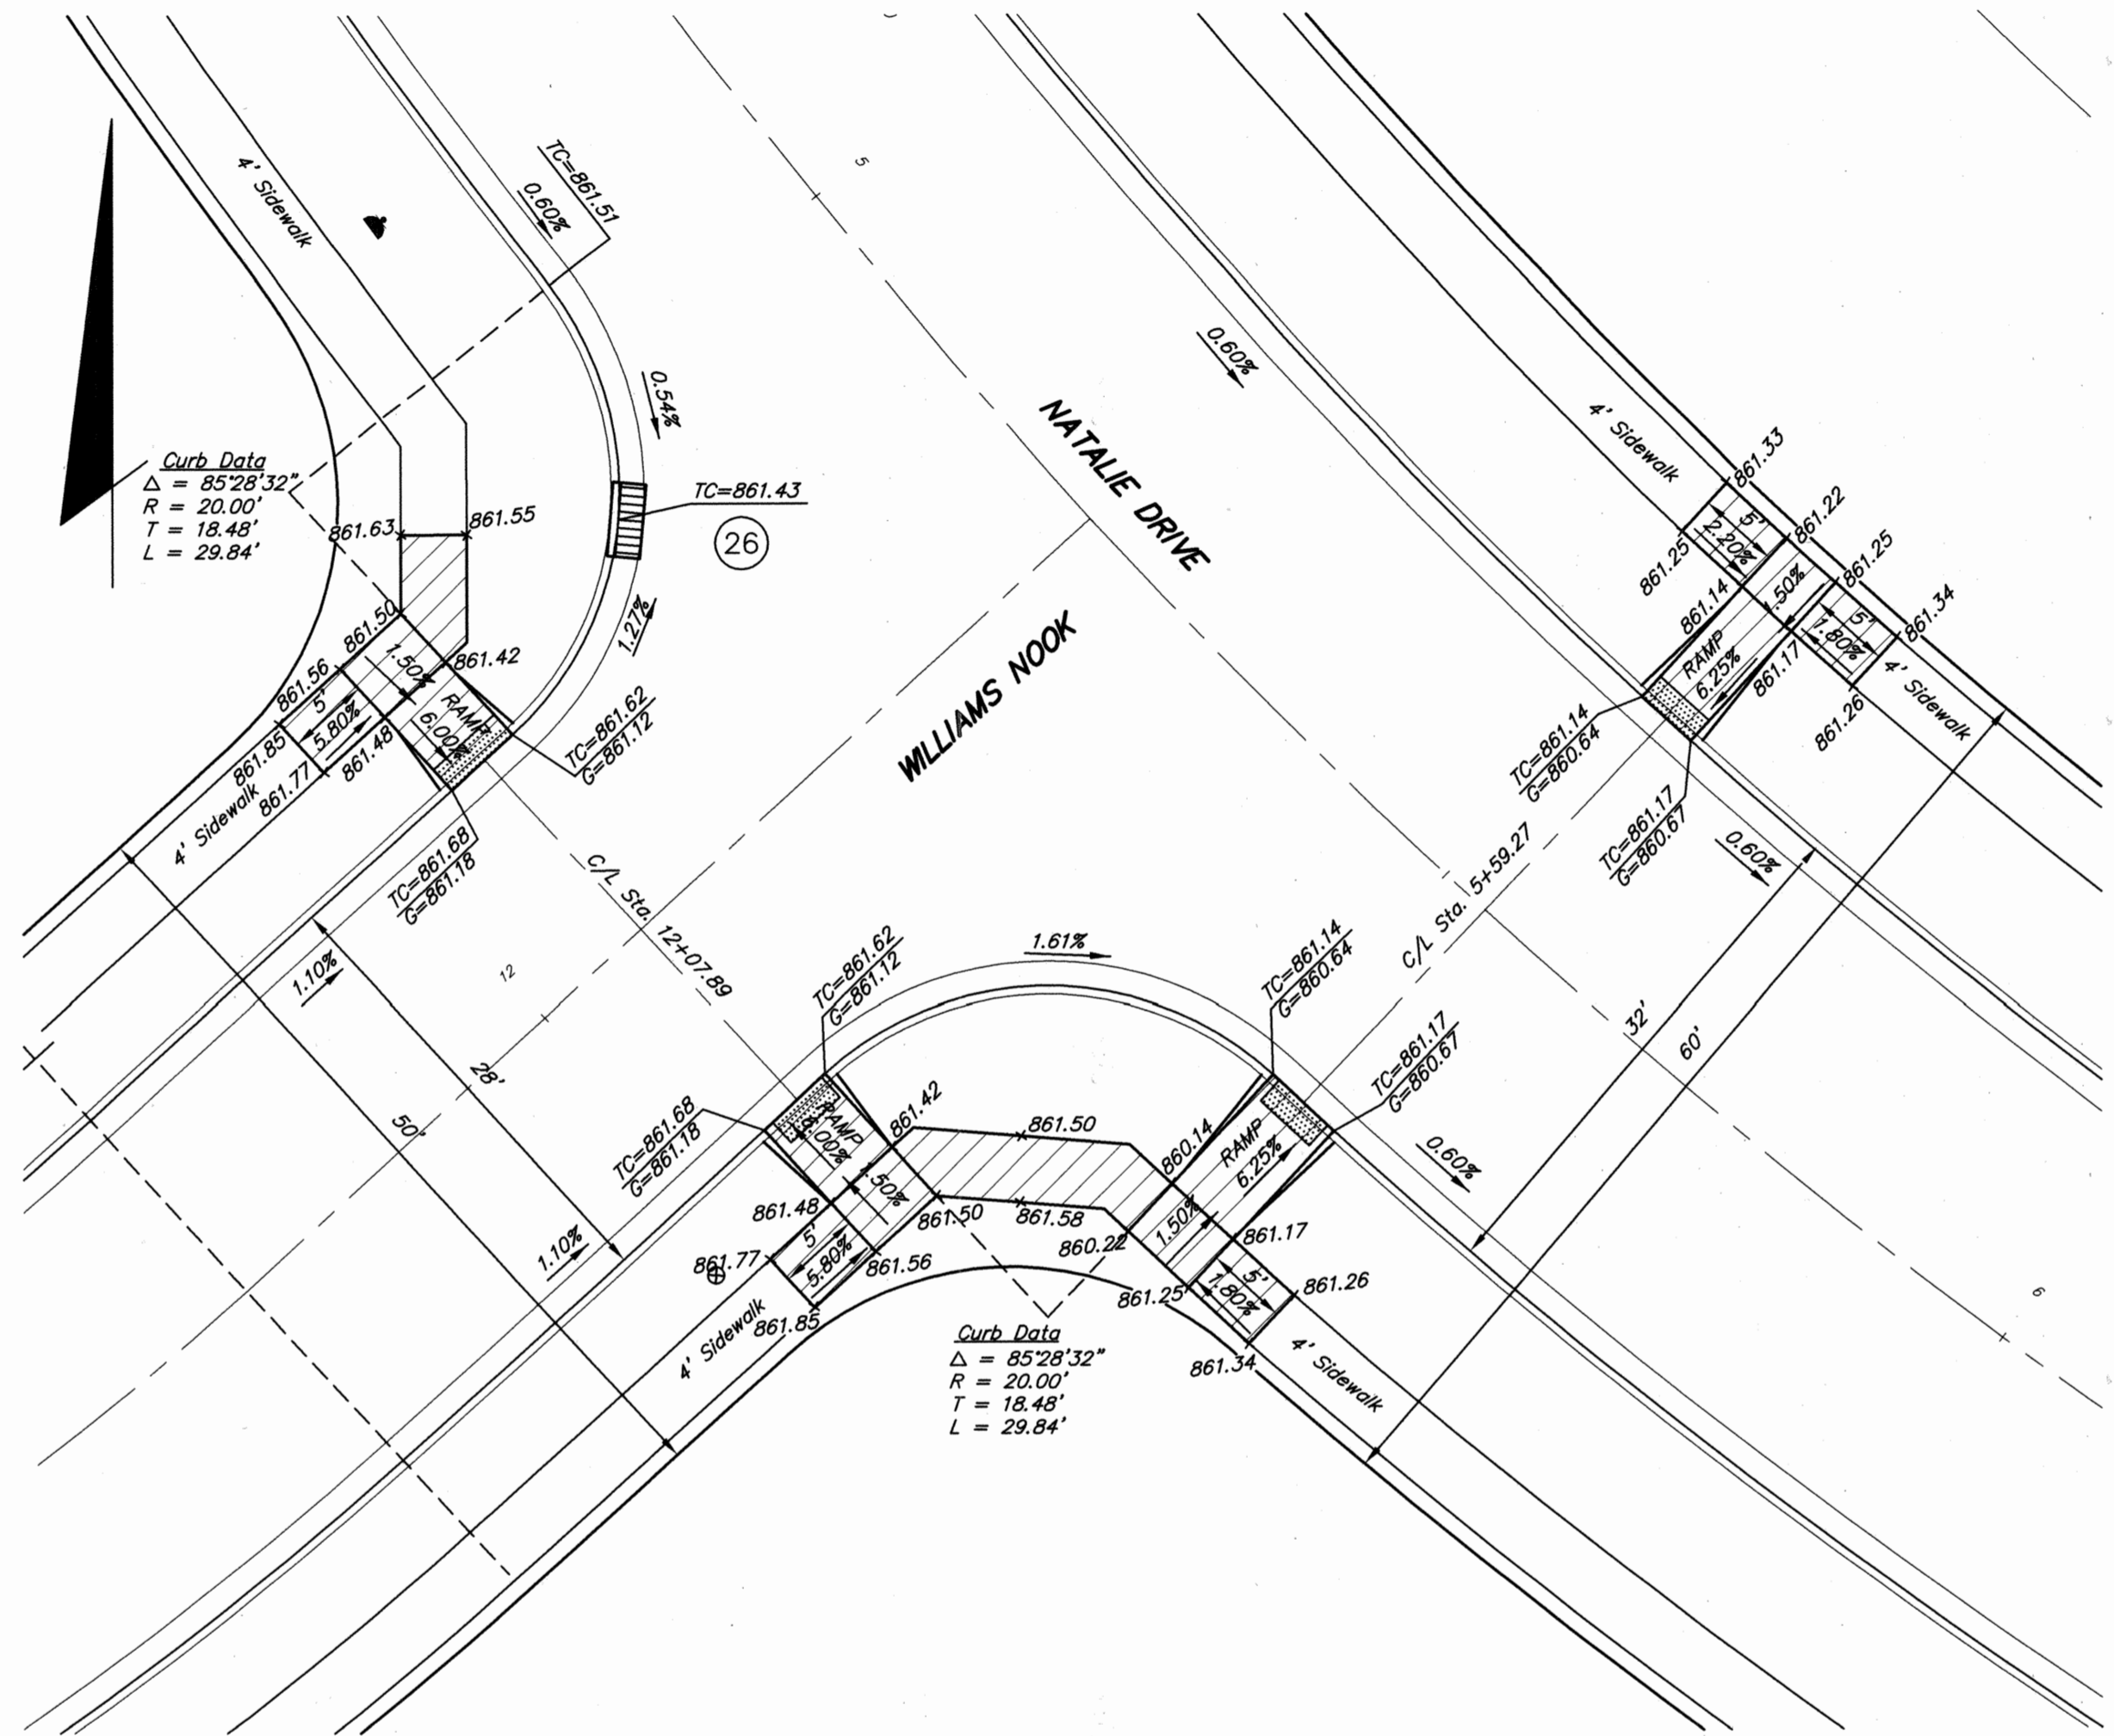 4' Sidewalk
TC=861.51
0.60%
5
0.60%
0.54%
NATALIE DRIVE
4' Sidewalk
861.33
Curb Data
Δ = 85°28'32"
R = 20.00'
T = 18.48'
L = 29.84'
TC=861.43
26
861.63
861.55
861.22
5'
2.20%
861.25
861.25
1.50%
861.14
861.34
5'
1.80%
RAMP
6.25%
861.17
4' Sidewalk
861.26
861.50
1.27%
WILLIAMS NOOK
861.56
1.50%
861.42
5'
5.80%
RAMP
6.00%
861.85
861.77
861.48
TC=861.62
G=861.12
4' Sidewalk
TC=861.14
G=860.64
TC=861.17
G=860.67
0.60%
TC=861.68
G=861.18
C/L Sta. 12+07.89
C/L Sta. 5+59.27
1.10%
12
TC=861.62
G=861.12
1.61%
TC=861.14
G=860.64
32'
60'
28'
50'
TC=861.17
G=860.67
TC=861.68
G=861.18
RAMP
6.00%
861.42
861.50
860.14
RAMP
6.25%
0.60%
1.50%
861.48
861.50
861.58
1.50%
860.22
861.17
1.10%
861.77
5'
5.80%
861.56
861.25
5'
1.80%
861.26
6
861.85
4' Sidewalk
Curb Data
Δ = 85°28'32"
R = 20.00'
T = 18.48'
L = 29.84'
861.34
4' Sidewalk